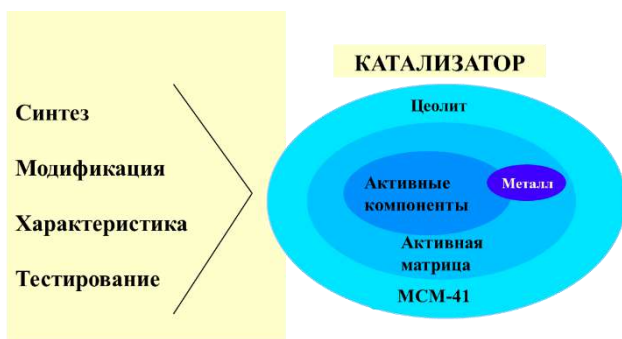 КАТАЛИЗАТОР
Синтез
Модификация
Характеристика
Тестирование
Цеолит
Активные
компоненты
Металл
Активная
матрица
МСМ-41